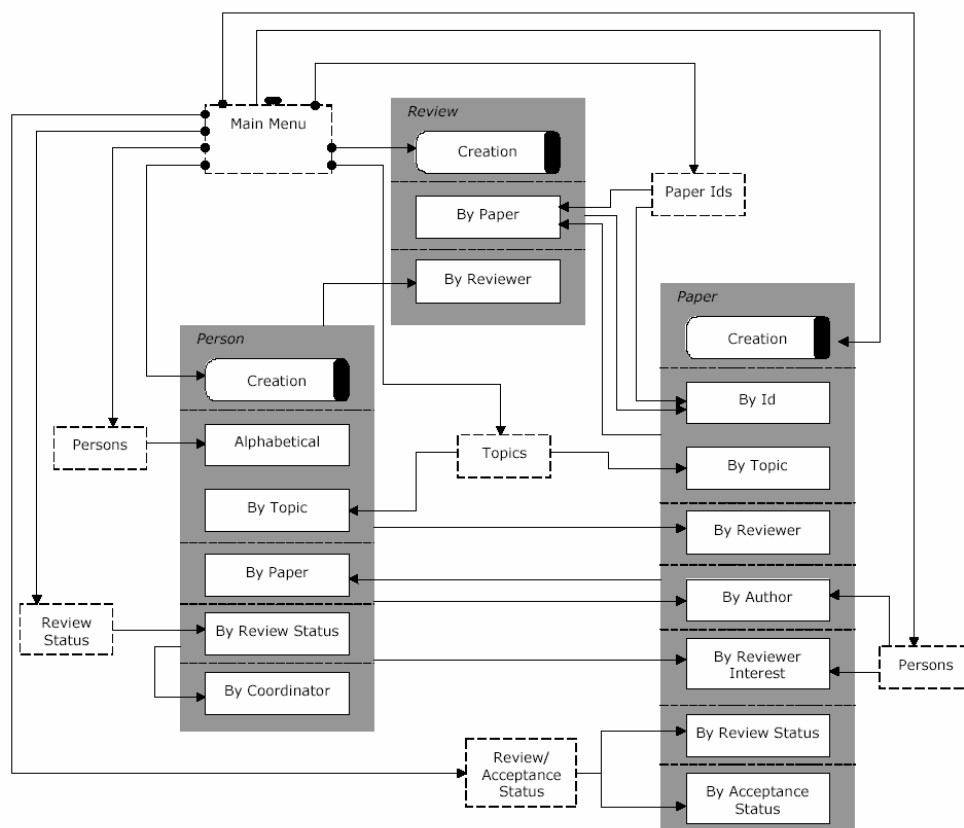 Main Menu
Review
Creation
By Paper
By Reviewer
Paper Ids
Paper
Creation
By Id
By Topic
By Reviewer
By Author
By Reviewer
Interest
By Review Status
By Acceptance
Status
Person
Creation
Alphabetical
By Topic
By Paper
By Review Status
By Coordinator
Persons
Topics
Review
Status
Persons
Review/
Acceptance
Status